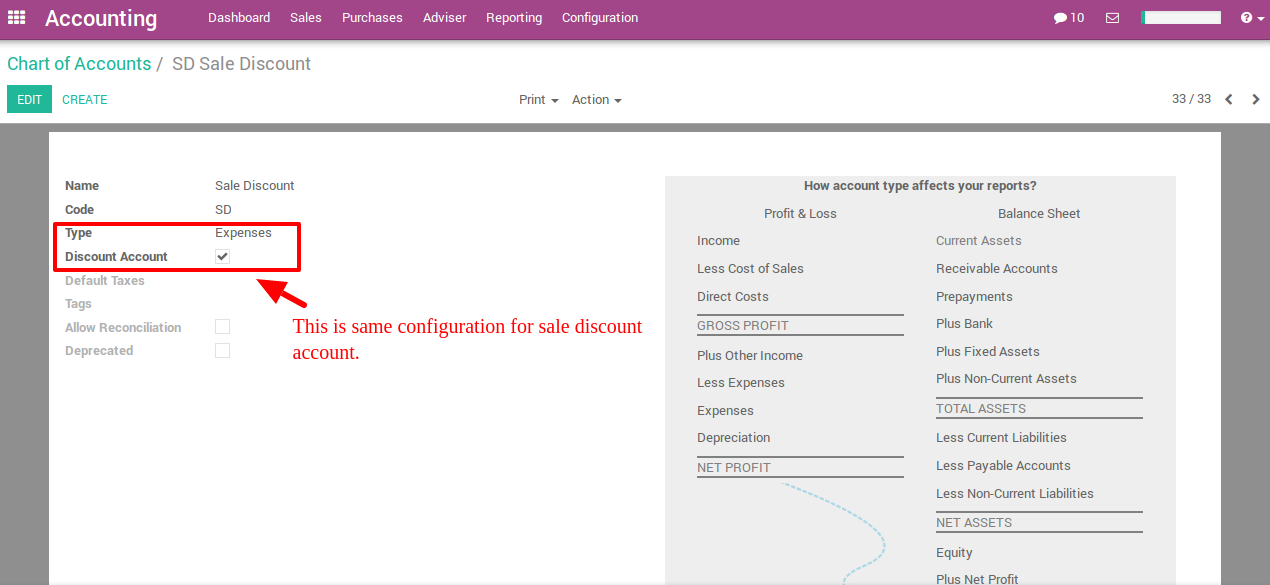 Accounting Dashboard Sales Purchases Adviser Reporting Configuration 10 ?
Chart of Accounts / SD Sale Discount
EDIT CREATE Print Action 33 / 33
Name Sale Discount
Code SD
Type Expenses
Discount Account
Default Taxes
Tags
Allow Reconciliation
Deprecated
This is same configuration for sale discount
account.
How account type affects your reports?
Profit & Loss
Income
Less Cost of Sales
Direct Costs
GROSS PROFIT
Plus Other Income
Less Expenses
Expenses
Depreciation
NET PROFIT
Balance Sheet
Current Assets
Receivable Accounts
Prepayments
Plus Bank
Plus Fixed Assets
Plus Non-Current Assets
TOTAL ASSETS
Less Current Liabilities
Less Payable Accounts
Less Non-Current Liabilities
NET ASSETS
Equity
Plus Net Profit